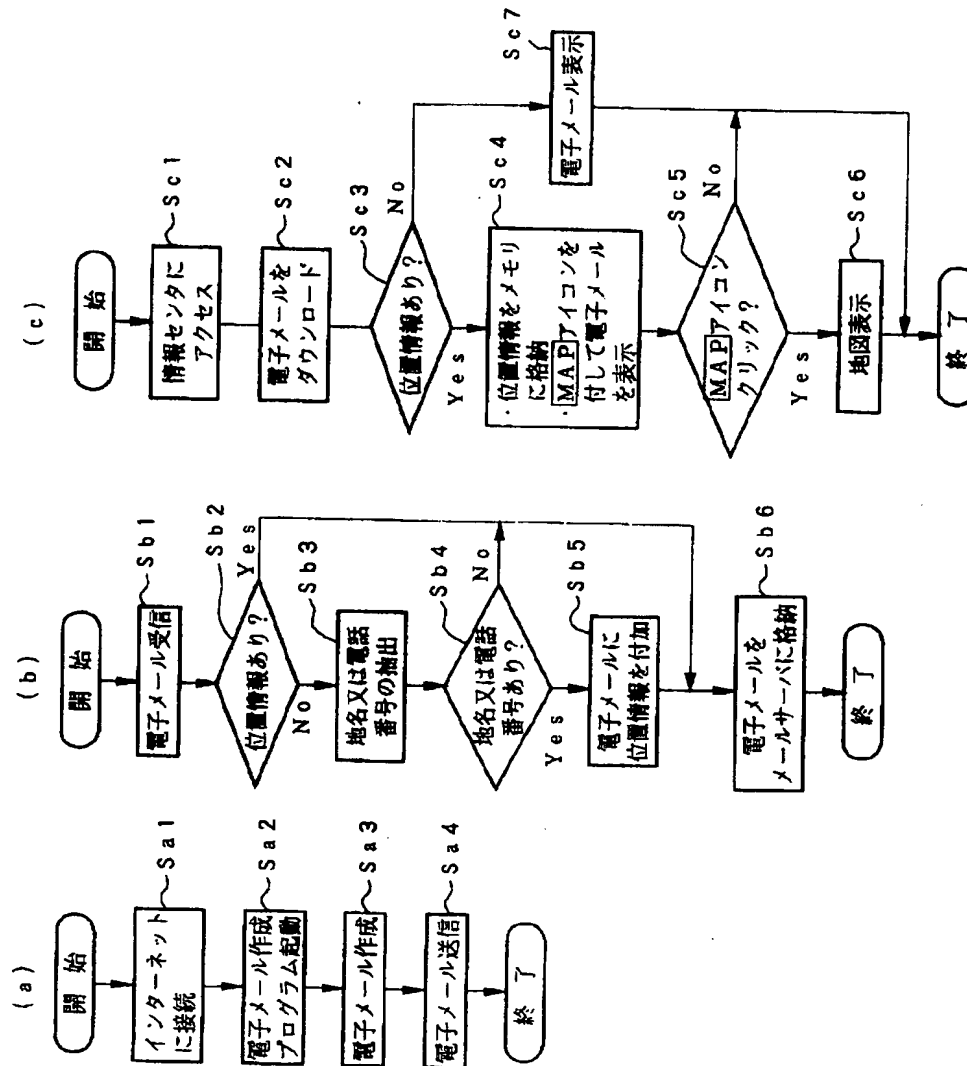 (a)
開 始
インターネット
に接続
Sa1
電子メール作成
プログラム起動
Sa2
電子メール作成
Sa3
電子メール送信
Sa4
終 了
(b)
開 始
電子メール受信
Sb1
位置情報あり?
Sb2
Yes
No
地名又は電話
番号の抽出
Sb3
地名又は電話
番号あり?
Sb4
No
Yes
電子メールに
位置情報を付加
Sb5
電子メールを
メールサーバに格納
Sb6
終 了
(c)
開 始
情報センタに
アクセス
Sc1
電子メールを
ダウンロード
Sc2
位置情報あり?
Sc3
No
Yes
・位置情報をメモリ
に格納
・MAPアイコンを
付して電子メール
を表示
Sc4
電子メール表示
Sc7
MAPアイコン
クリック?
Sc5
No
Yes
地図表示
Sc6
終 了